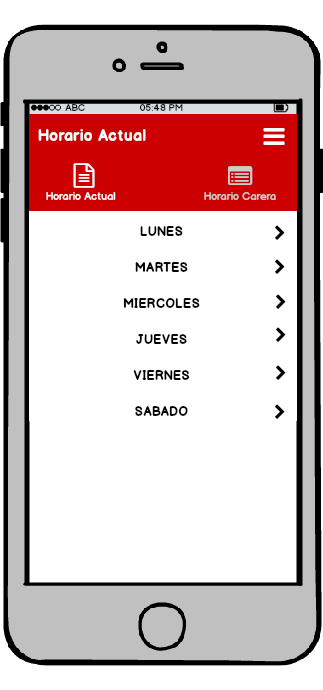 ABC 05:48 PM
Horario Actual
Horario Actual Horario Carera
LUNES
MARTES
MIERCOLES
JUEVES
VIERNES
SABADO